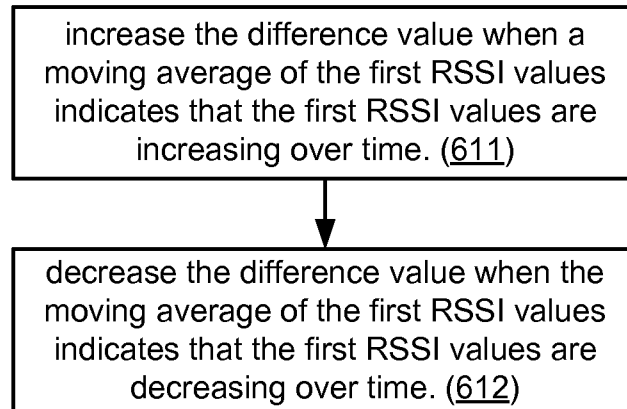 increase the difference value when a
moving average of the first RSSI values
indicates that the first RSSI values are
increasing over time. (611)
decrease the difference value when the
moving average of the first RSSI values
indicates that the first RSSI values are
decreasing over time. (612)